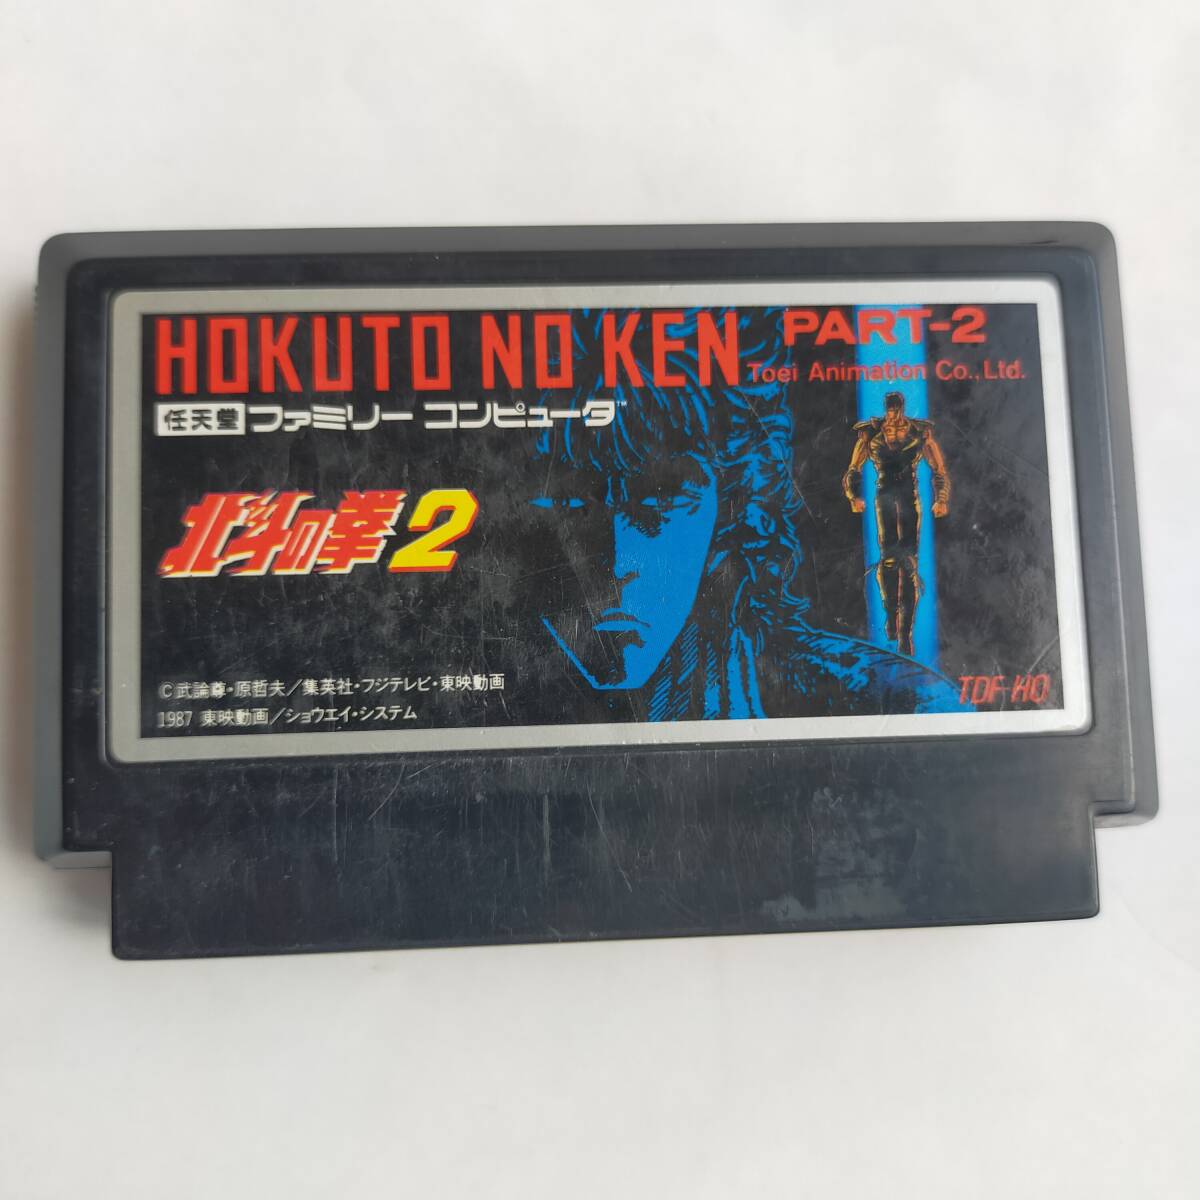 HOKUTO NO KEN PART-2
Toei Animation Co., Ltd.
任天堂 ファミリー コンピュータ™
北斗の拳2
©武論尊・原哲夫/集英社・フジテレビ・東映動画
1987 東映動画/ショウエイ・システム
TDF-HO